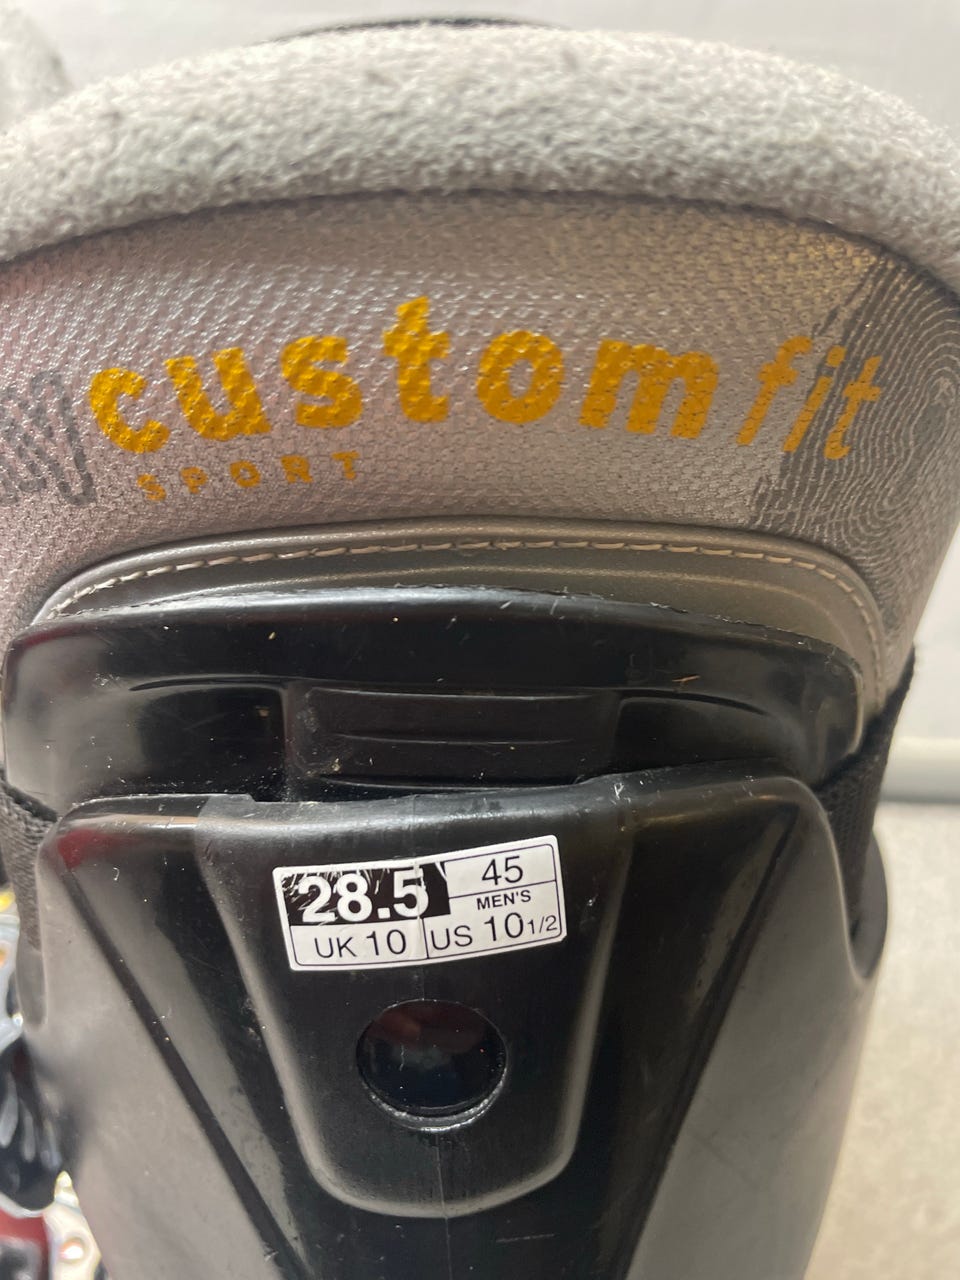 custom fit
SPORT
28.5
45
MEN'S
UK 10
US 10 1/2